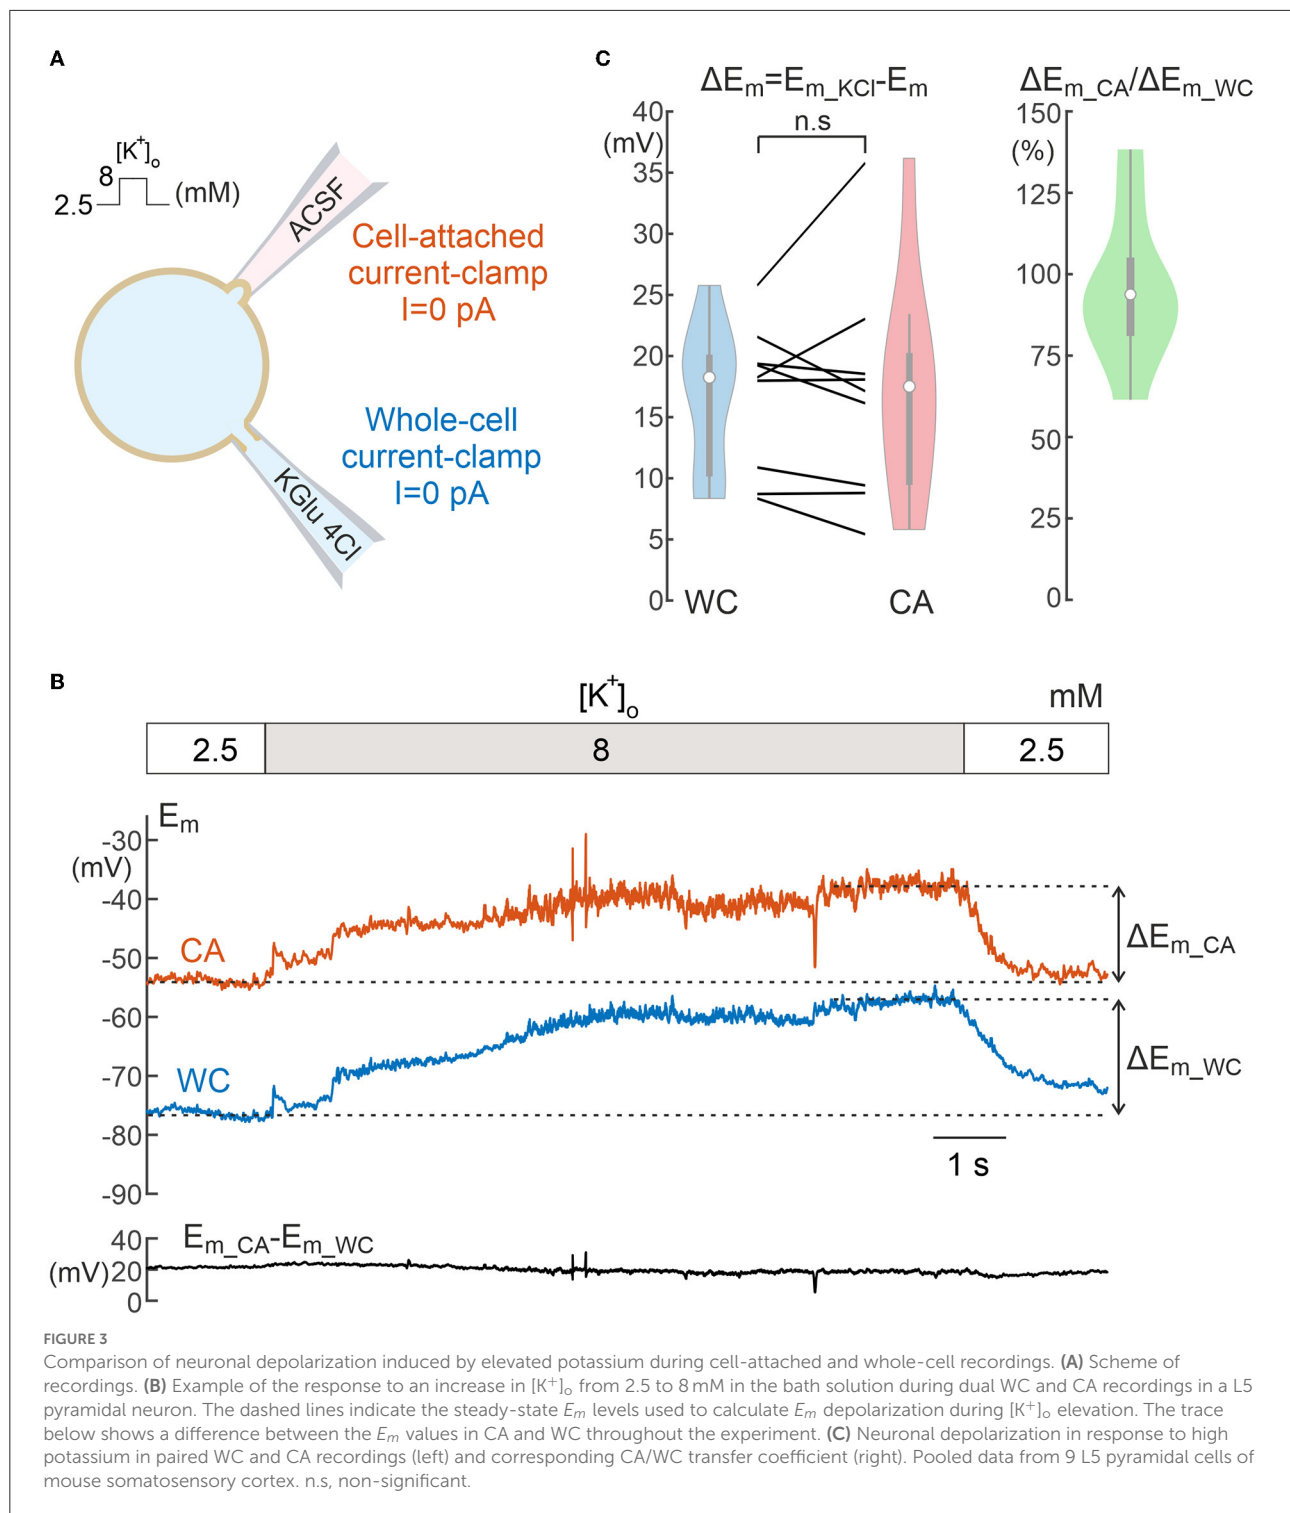 A
[K+]o
8
2.5
(mM)
ACSF
Cell-attached
current-clamp
I=0 pA
Whole-cell
current-clamp
I=0 pA
KGlu 4Cl
C
ΔEm=Em_KCl-Em
40
(mV)
35
30
25
20
15
10
5
0
n.s
WC
CA
ΔEm_CA/ΔEm_WC
150
(%)
125
100
75
50
25
0
B
[K+]o
mM
2.5
8
2.5
Em
-30
(mV)
-40
-50
-60
-70
-80
-90
CA
WC
ΔEm_CA
ΔEm_WC
1 s
Em_CA-Em_WC
40
(mV)
20
0
FIGURE 3
Comparison of neuronal depolarization induced by elevated potassium during cell-attached and whole-cell recordings. (A) Scheme of
recordings. (B) Example of the response to an increase in [K+]o from 2.5 to 8 mM in the bath solution during dual WC and CA recordings in a L5
pyramidal neuron. The dashed lines indicate the steady-state Em levels used to calculate Em depolarization during [K+]o elevation. The trace
below shows a difference between the Em values in CA and WC throughout the experiment. (C) Neuronal depolarization in response to high
potassium in paired WC and CA recordings (left) and corresponding CA/WC transfer coefficient (right). Pooled data from 9 L5 pyramidal cells of
mouse somatosensory cortex. n.s, non-significant.